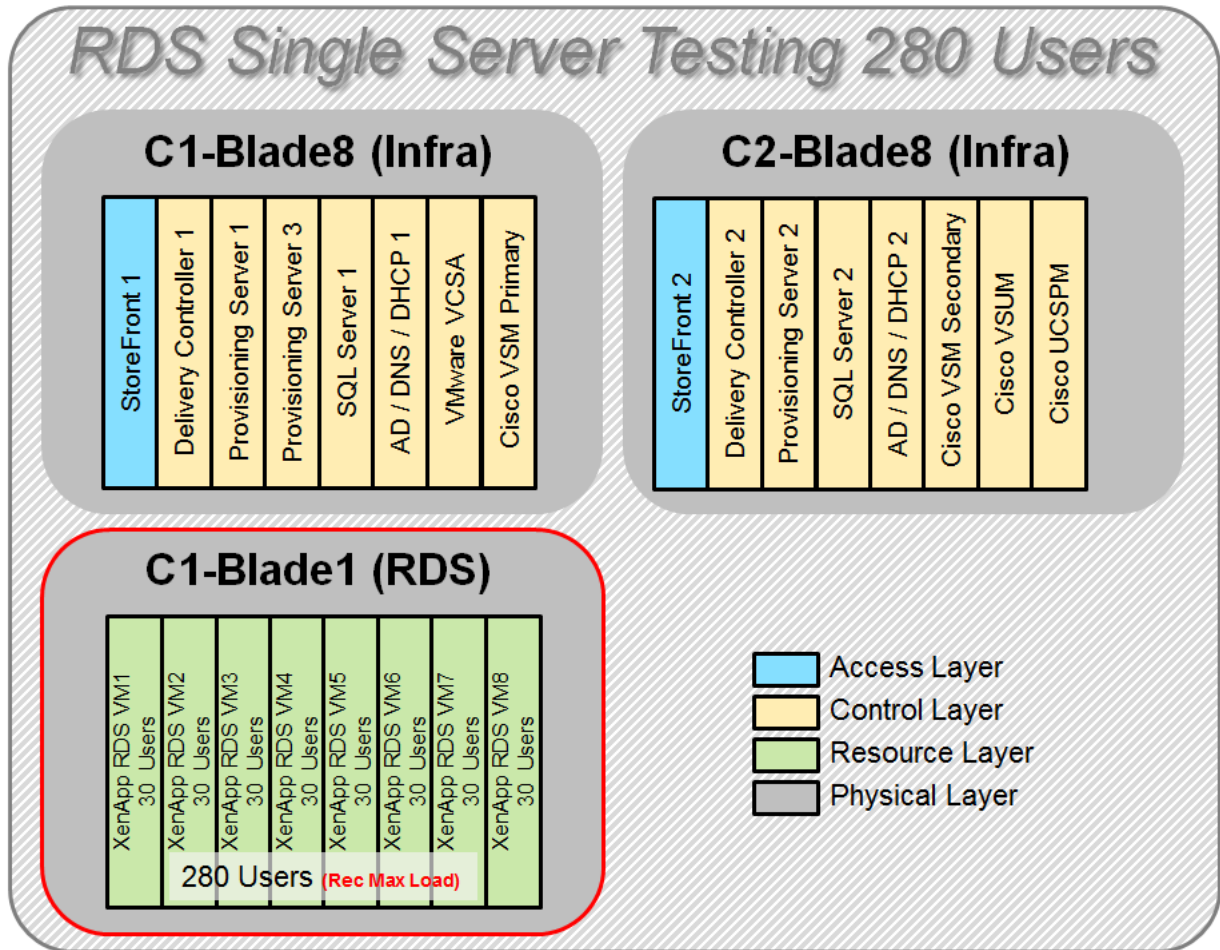 RDS Single Server Testing 280 Users
C1-Blade8 (Infra)
StoreFront 1
Delivery Controller 1
Provisioning Server 1
Provisioning Server 3
SQL Server 1
AD / DNS / DHCP 1
VMware VCSA
Cisco VSM Primary
C2-Blade8 (Infra)
StoreFront 2
Delivery Controller 2
Provisioning Server 2
SQL Server 2
AD / DNS / DHCP 2
Cisco VSM Secondary
Cisco VSUM
Cisco UCSPM
C1-Blade1 (RDS)
XenApp RDS VM1
30 Users
XenApp RDS VM2
30 Users
XenApp RDS VM3
30 Users
XenApp RDS VM4
30 Users
XenApp RDS VM5
30 Users
XenApp RDS VM6
30 Users
XenApp RDS VM7
30 Users
XenApp RDS VM8
30 Users
280 Users (Rec Max Load)
Access Layer
Control Layer
Resource Layer
Physical Layer